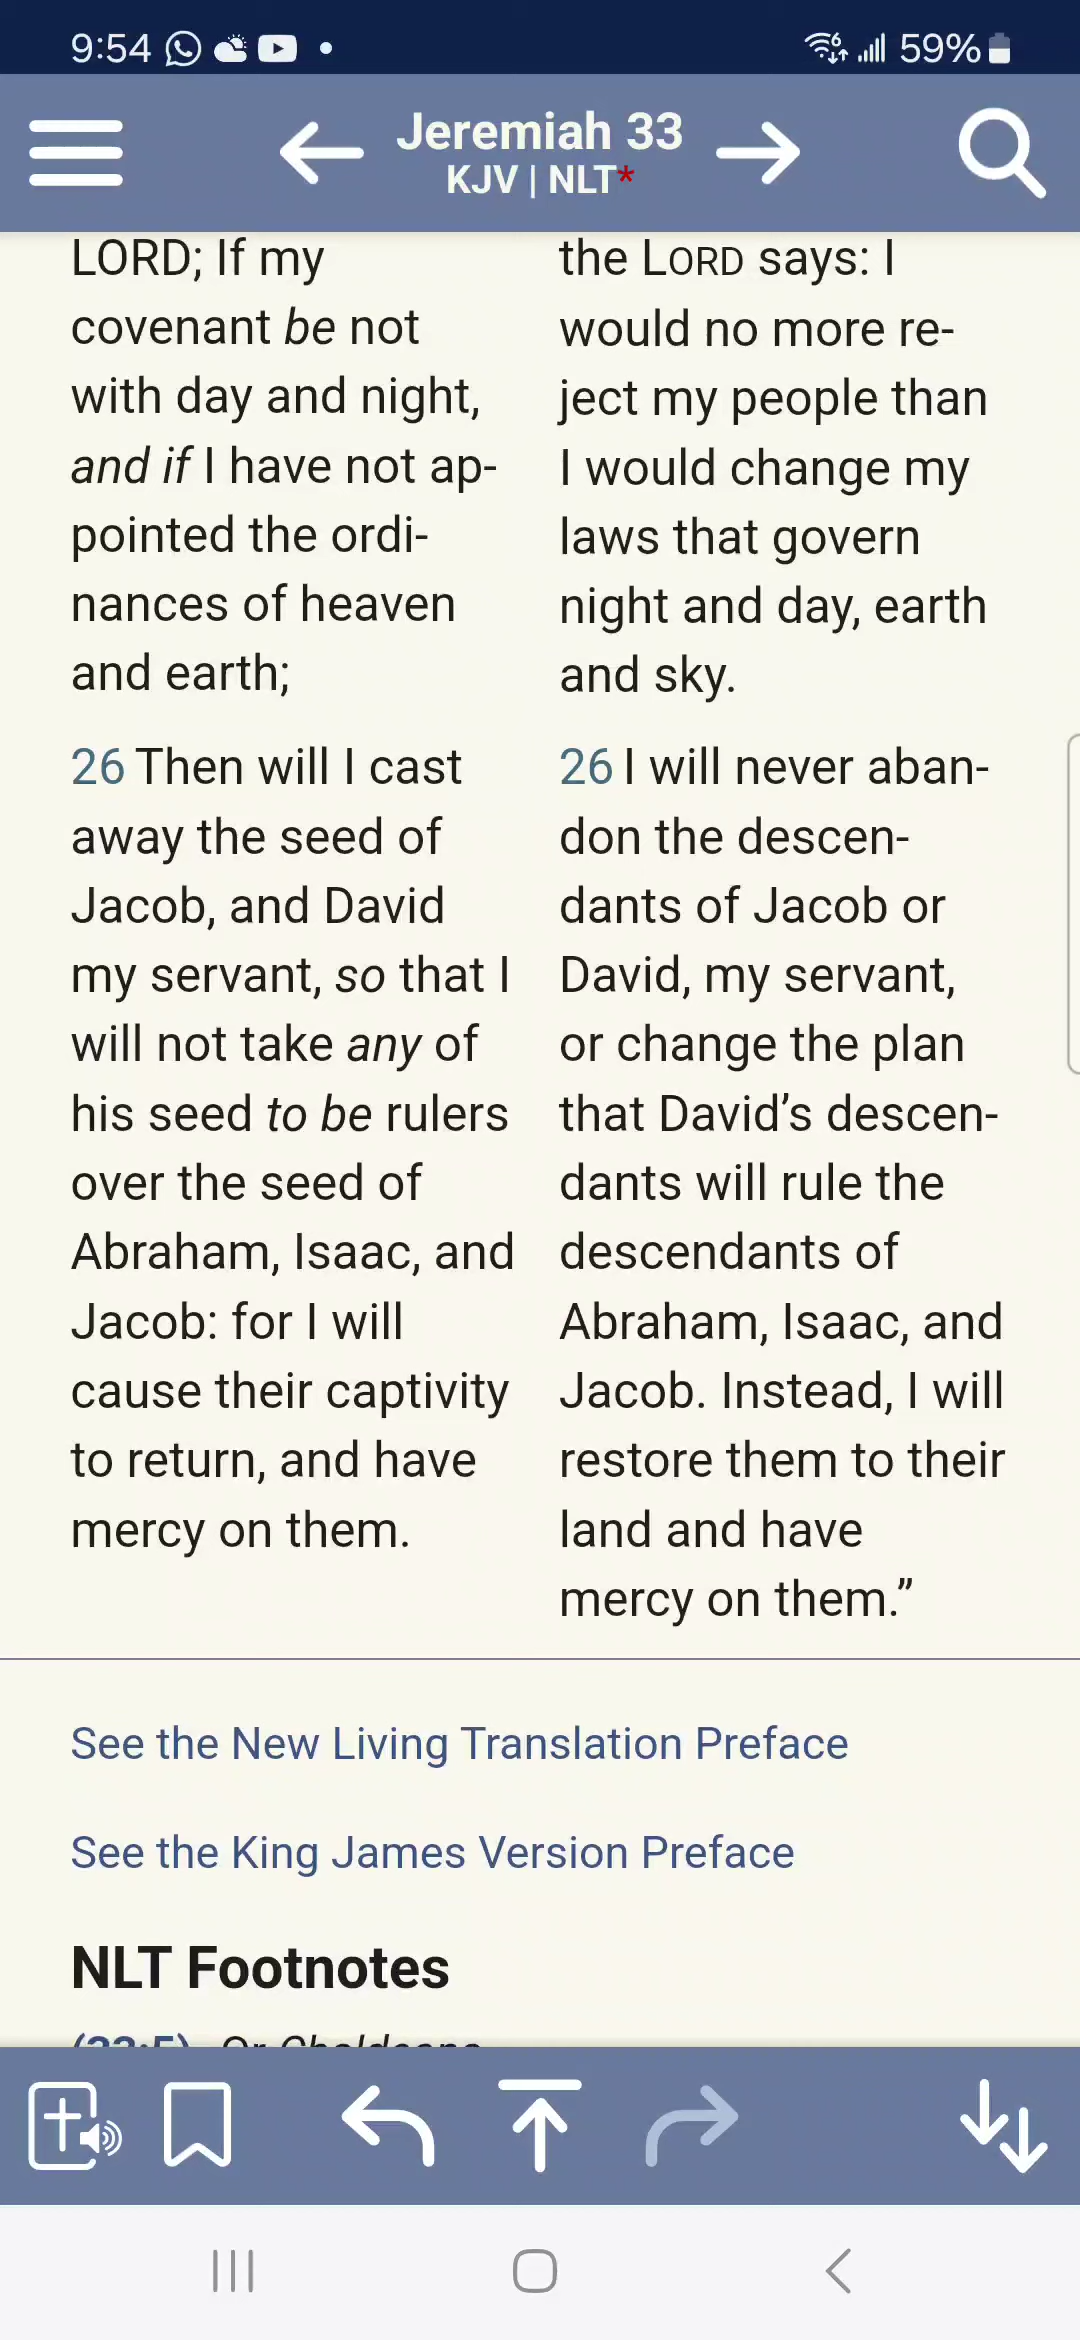 9:54
59%
Jeremiah 33
KJV | NLT*
LORD; If my
covenant be not
with day and night,
and if I have not ap-
pointed the ordi-
nances of heaven
and earth;
26 Then will I cast
away the seed of
Jacob, and David
my servant, so that I
will not take any of
his seed to be rulers
over the seed of
Abraham, Isaac, and
Jacob: for I will
cause their captivity
to return, and have
mercy on them.
the LORD says: I
would no more re-
ject my people than
I would change my
laws that govern
night and day, earth
and sky.
26 I will never aban-
don the descen-
dants of Jacob or
David, my servant,
or change the plan
that David’s descen-
dants will rule the
descendants of
Abraham, Isaac, and
Jacob. Instead, I will
restore them to their
land and have
mercy on them.”
See the New Living Translation Preface
See the King James Version Preface
NLT Footnotes
(33:5) Or Chaldeans